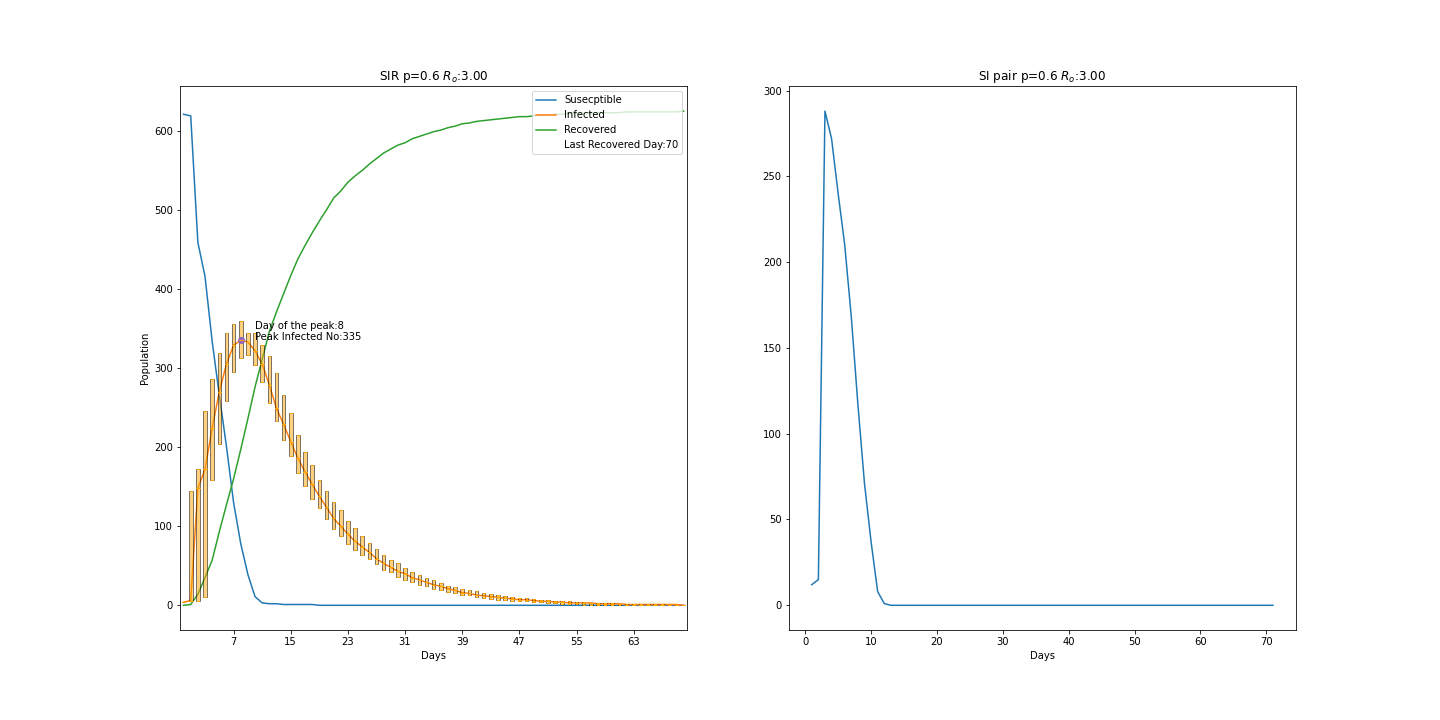 SIR p=0.6 Rₒ:3.00
Susecptible
Infected
Recovered
Last Recovered Day:70
600
500
400
300
200
100
0
Population
Day of the peak:8
Peak Infected No:335
7 15 23 31 39 47 55 63
Days
SI pair p=0.6 Rₒ:3.00
300
250
200
150
100
50
0
0 10 20 30 40 50 60 70
Days